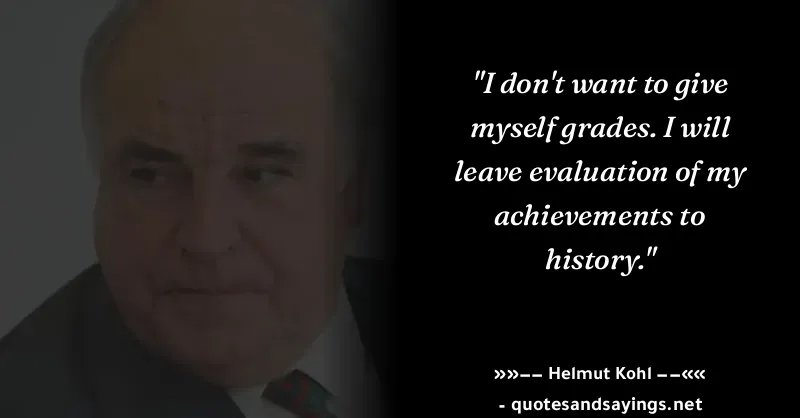 "I don't want to give
myself grades. I will
leave evaluation of my
achievements to
history."
»»−− Helmut Kohl −−««
- quotesandsayings.net